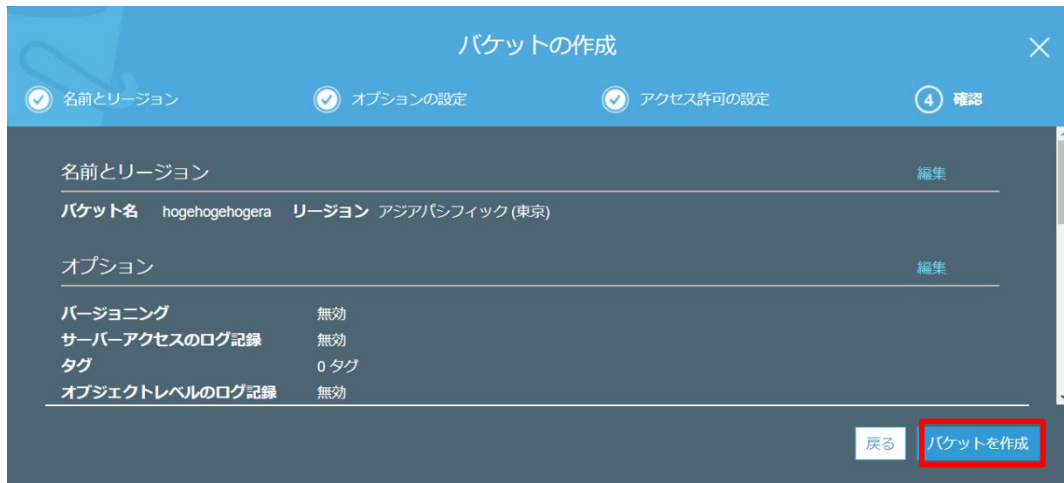 バケットの作成
名前とリージョン オプションの設定 アクセス許可の設定 4 確認
名前とリージョン 編集
バケット名 hogehogehogera リージョン アジアパシフィック (東京)
オプション 編集
バージョニング 無効
サーバーアクセスのログ記録 無効
タグ 0 タグ
オブジェクトレベルのログ記録 無効
戻る バケットを作成